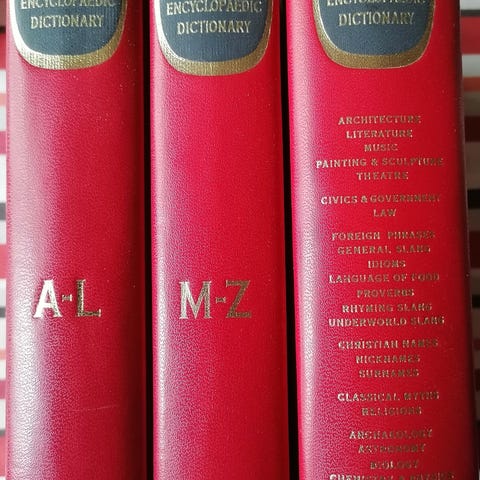 ENCYCLOPAEDIC
DICTIONARY
A-L
ENCYCLOPAEDIC
DICTIONARY
M-Z
ENCYCLOPAEDIC
DICTIONARY
ARCHITECTURE
LITERATURE
MUSIC
PAINTING & SCULPTURE
THEATRE
CIVICS & GOVERNMENT
LAW
FOREIGN PHRASES
GENERAL SLANG
IDIOMS
LANGUAGE OF FOOD
PROVERBS
RHYMING SLANG
UNDERWORLD SLANG
CHRISTIAN NAMES
NICKNAMES
SURNAMES
CLASSICAL MYTHS
RELIGIONS
ARCHAEOLOGY
ASTRONOMY
BIOLOGY